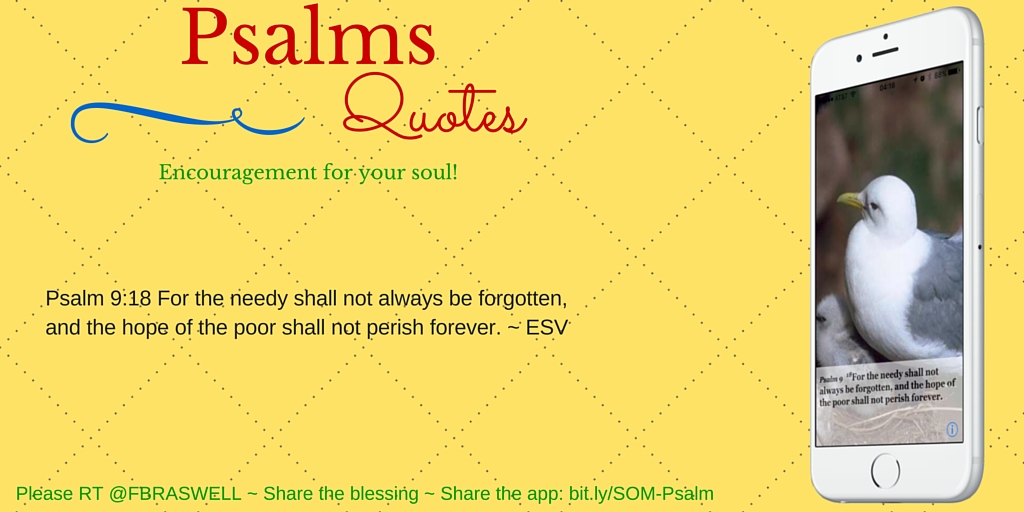 Psalms
Quotes
Encouragement for your soul!
Psalm 9:18 For the needy shall not always be forgotten,
and the hope of the poor shall not perish forever. ~ ESV
Please RT @FBRASWELL ~ Share the blessing ~ Share the app: bit.ly/SOM-Psalm
04:15
Psalm 9 18For the needy shall not
always be forgotten, and the hope of
the poor shall not perish forever.